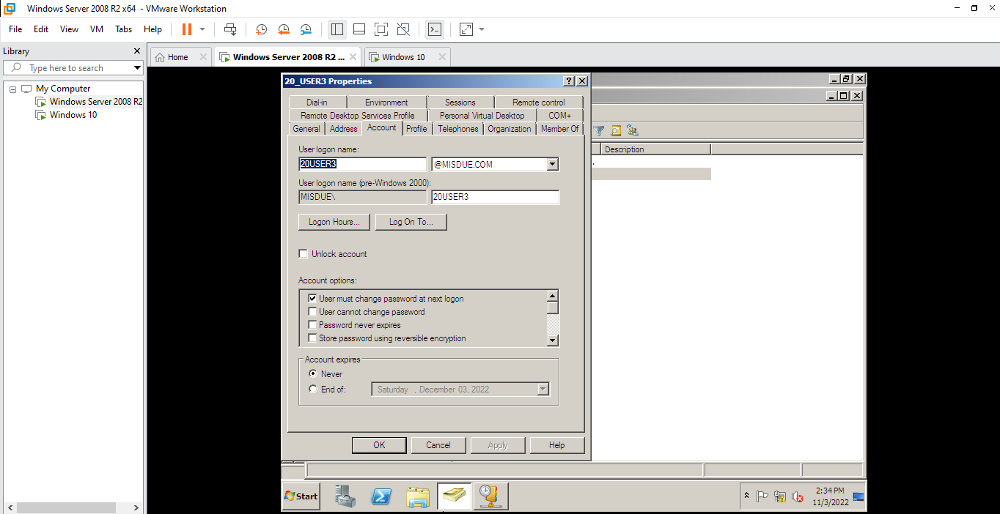 Windows Server 2008 R2 x64 - VMware Workstation
File Edit View VM Tabs Help
Library
Type here to search
My Computer
Windows Server 2008 R2
Windows 10
Home
Windows Server 2008 R2 ...
Windows 10
20_USER3 Properties
Dial-in Environment Sessions Remote control
Remote Desktop Services Profile Personal Virtual Desktop COM+
General Address Account Profile Telephones Organization Member Of
User logon name:
20USER3 @MISDUE.COM
User logon name (pre-Windows 2000):
MISDUE\ 20USER3
Logon Hours... Log On To...
Unlock account
Account options:
User must change password at next logon
User cannot change password
Password never expires
Store password using reversible encryption
Account expires
Never
End of: Saturday , December 03, 2022
OK Cancel Apply Help
Description
Start
2:34 PM
11/3/2022